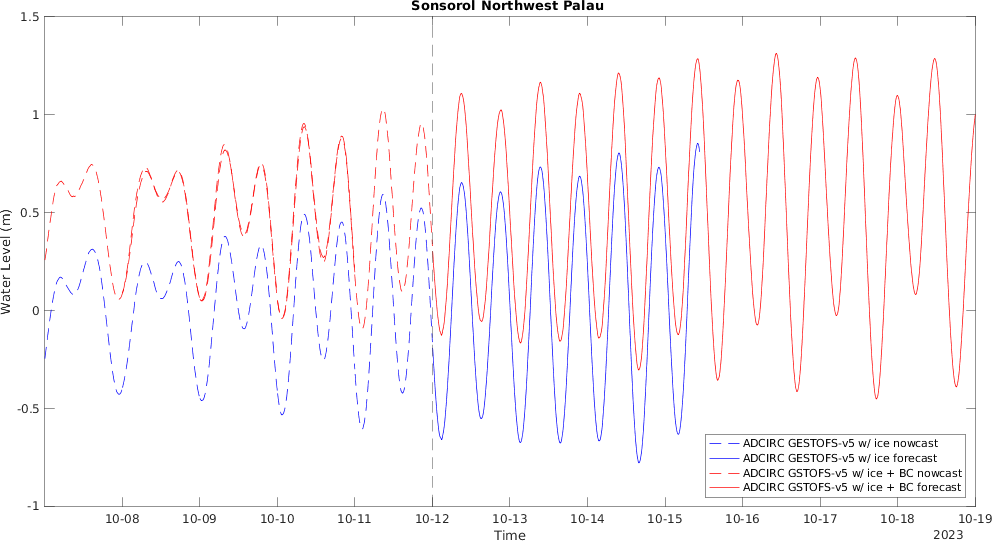 Sonsorol Northwest Palau
1.5
1
0.5
0
-0.5
-1
Water Level (m)
10-08
10-09
10-10
10-11
10-12
10-13
10-14
10-15
10-16
10-17
10-18
10-19
Time
2023
ADCIRC GESTOFS-v5 w/ ice nowcast
ADCIRC GESTOFS-v5 w/ ice forecast
ADCIRC GSTOFS-v5 w/ ice + BC nowcast
ADCIRC GSTOFS-v5 w/ ice + BC forecast